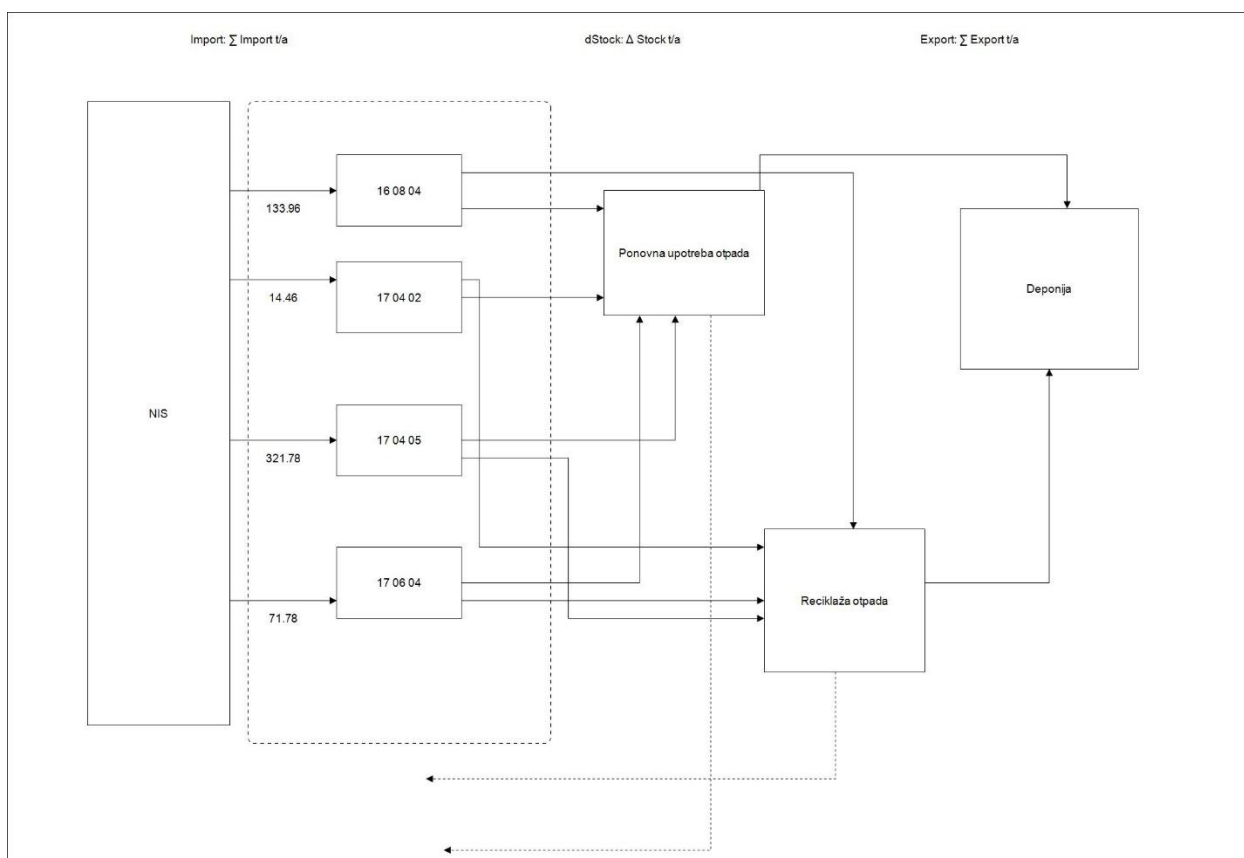 Import: ∑ Import t/a
dStock: Δ Stock t/a
Export: ∑ Export t/a
16 08 04
133.96
Ponovna upotreba otpada
17 04 02
14.46
Deponija
NIS
17 04 05
321.78
17 06 04
71.78
Reciklaža otpada